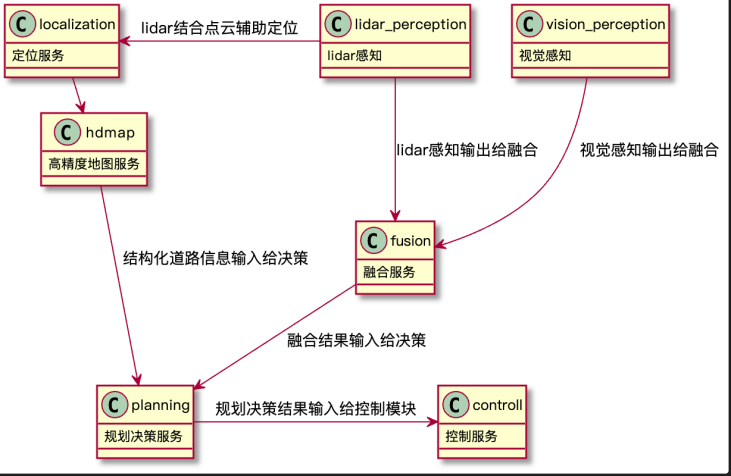 C localization
定位服务
lidar结合点云辅助定位
C lidar_perception
lidar感知
C vision_perception
视觉感知
C hdmap
高精度地图服务
lidar感知输出给融合
视觉感知输出给融合
C fusion
融合服务
结构化道路信息输入给决策
融合结果输入给决策
C planning
规划决策服务
规划决策结果输入给控制模块
C controll
控制服务